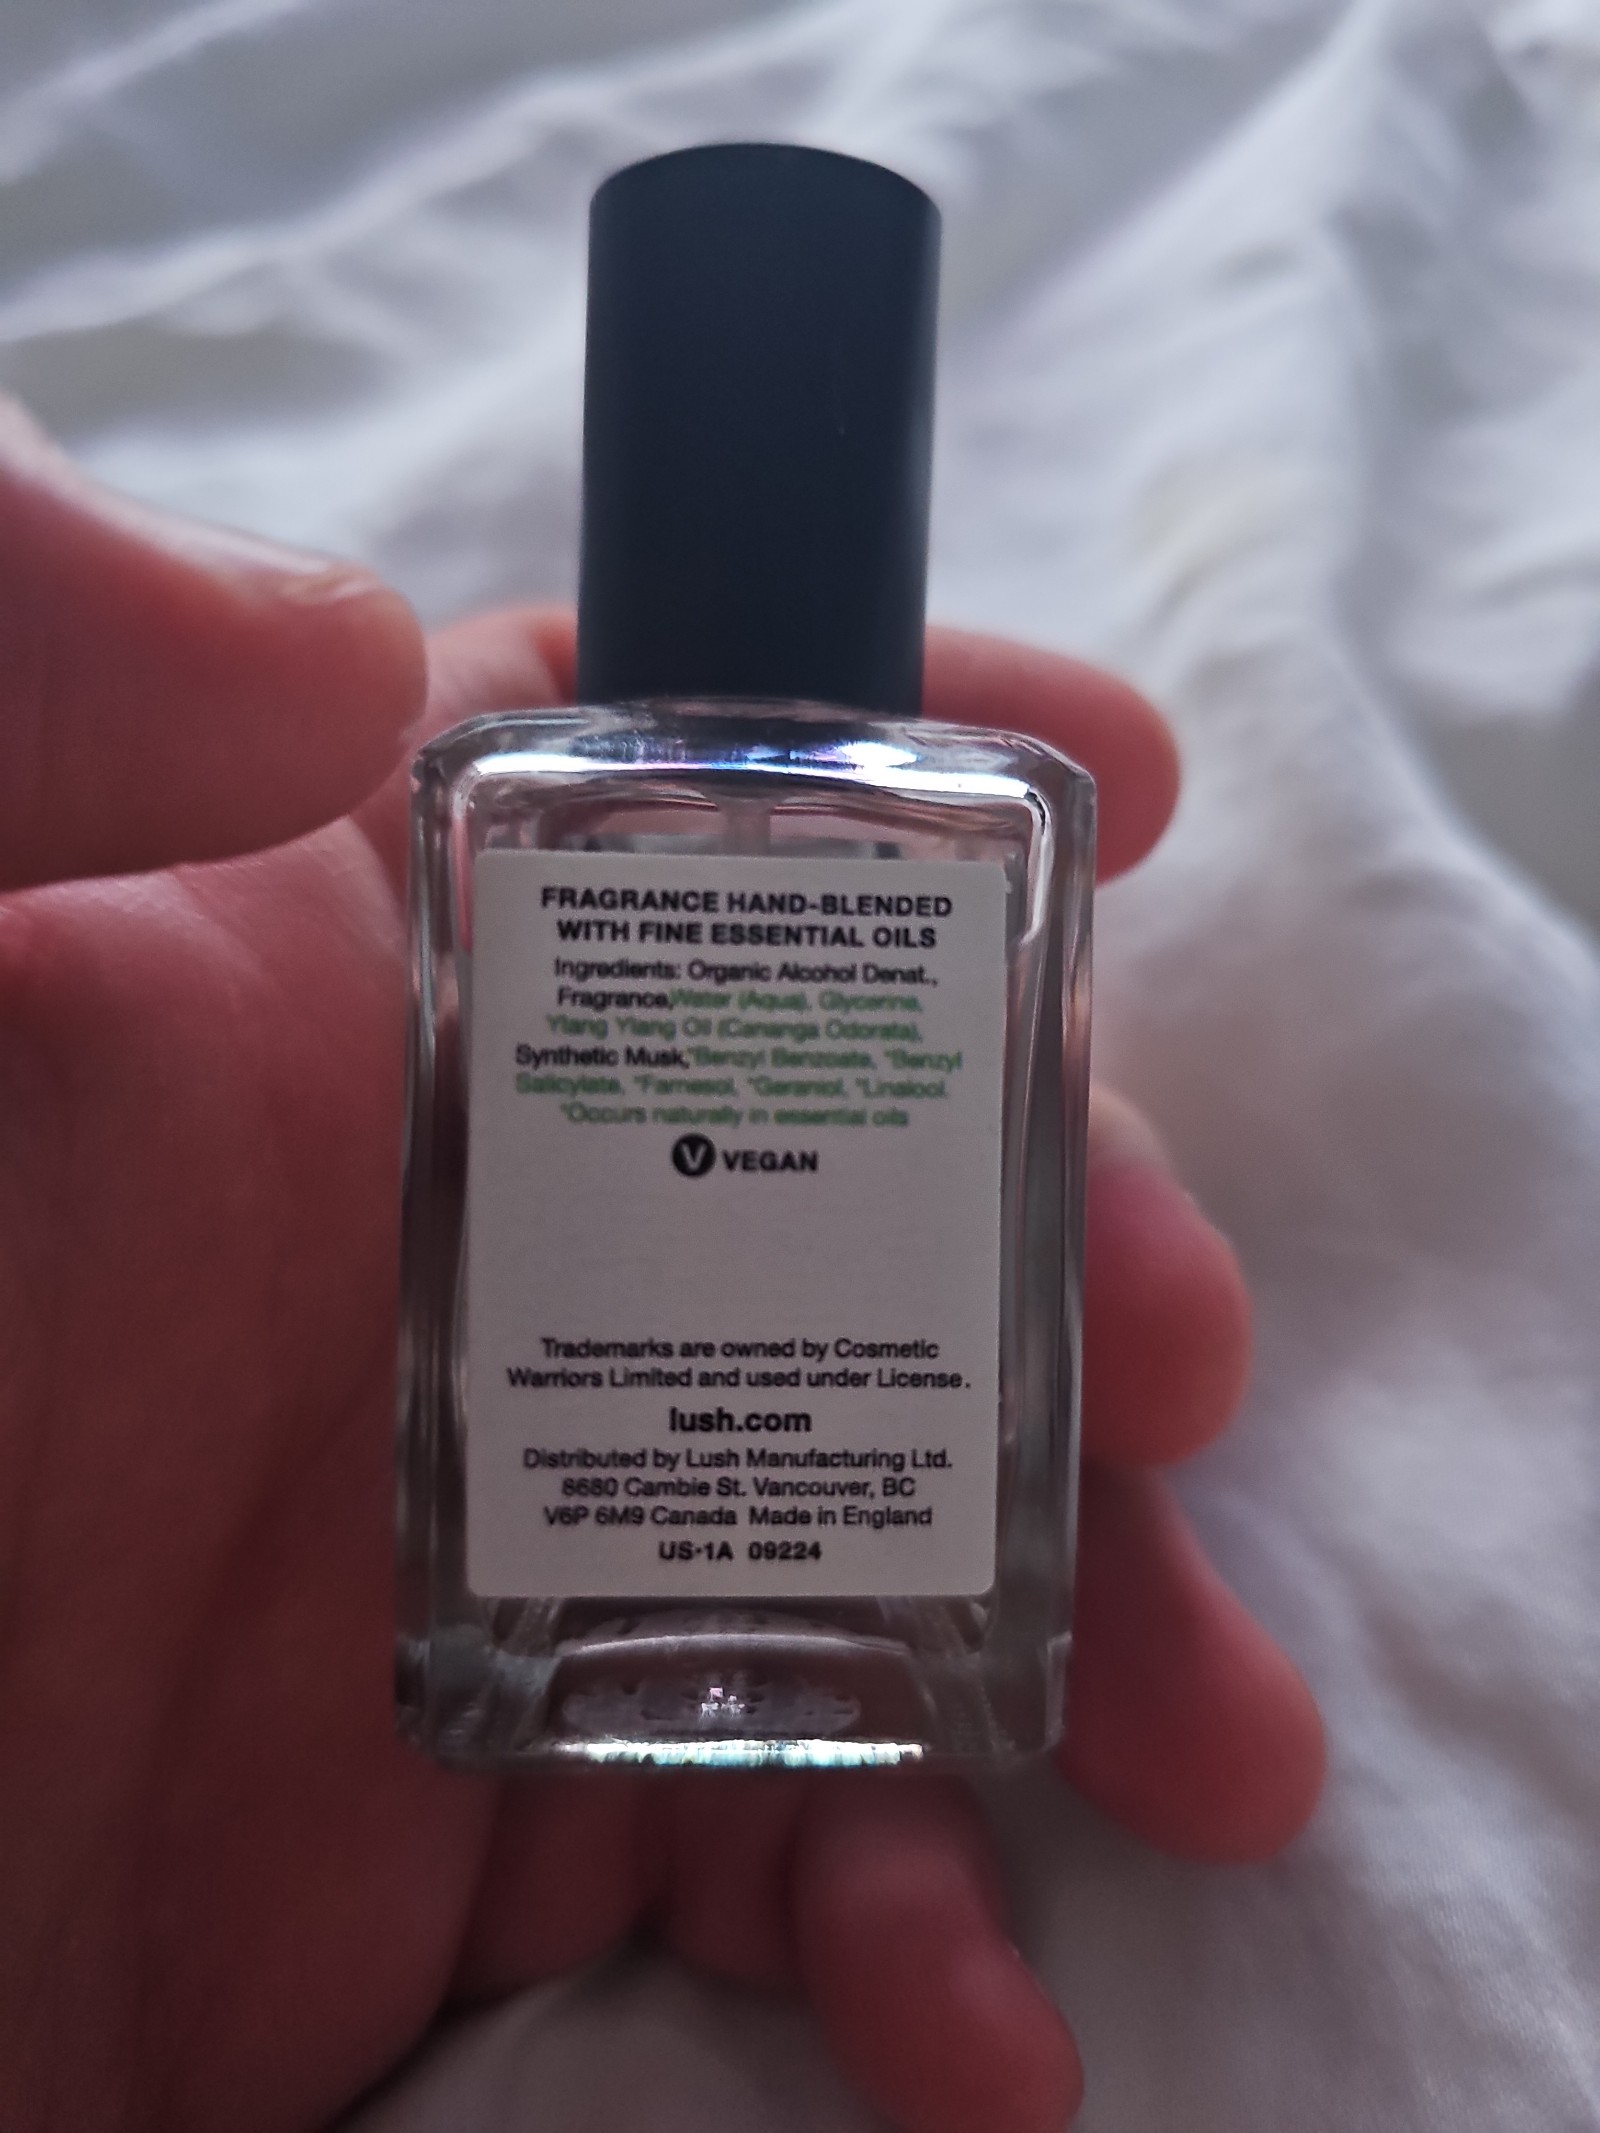 FRAGRANCE HAND-BLENDED
WITH FINE ESSENTIAL OILS
Ingredients: Organic Alcohol Denat.,
Fragrance,Water (Aqua), Glycerine,
Ylang Ylang Oil (Cananga Odorata),
Synthetic Musk,*Benzyl Benzoate, *Benzyl
Salicylate, *Farnesol, *Geraniol, *Linalool.
*Occurs naturally in essential oils
V VEGAN
Trademarks are owned by Cosmetic
Warriors Limited and used under License.
lush.com
Distributed by Lush Manufacturing Ltd.
8680 Cambie St. Vancouver, BC
V6P 6M9 Canada Made in England
US·1A 09224